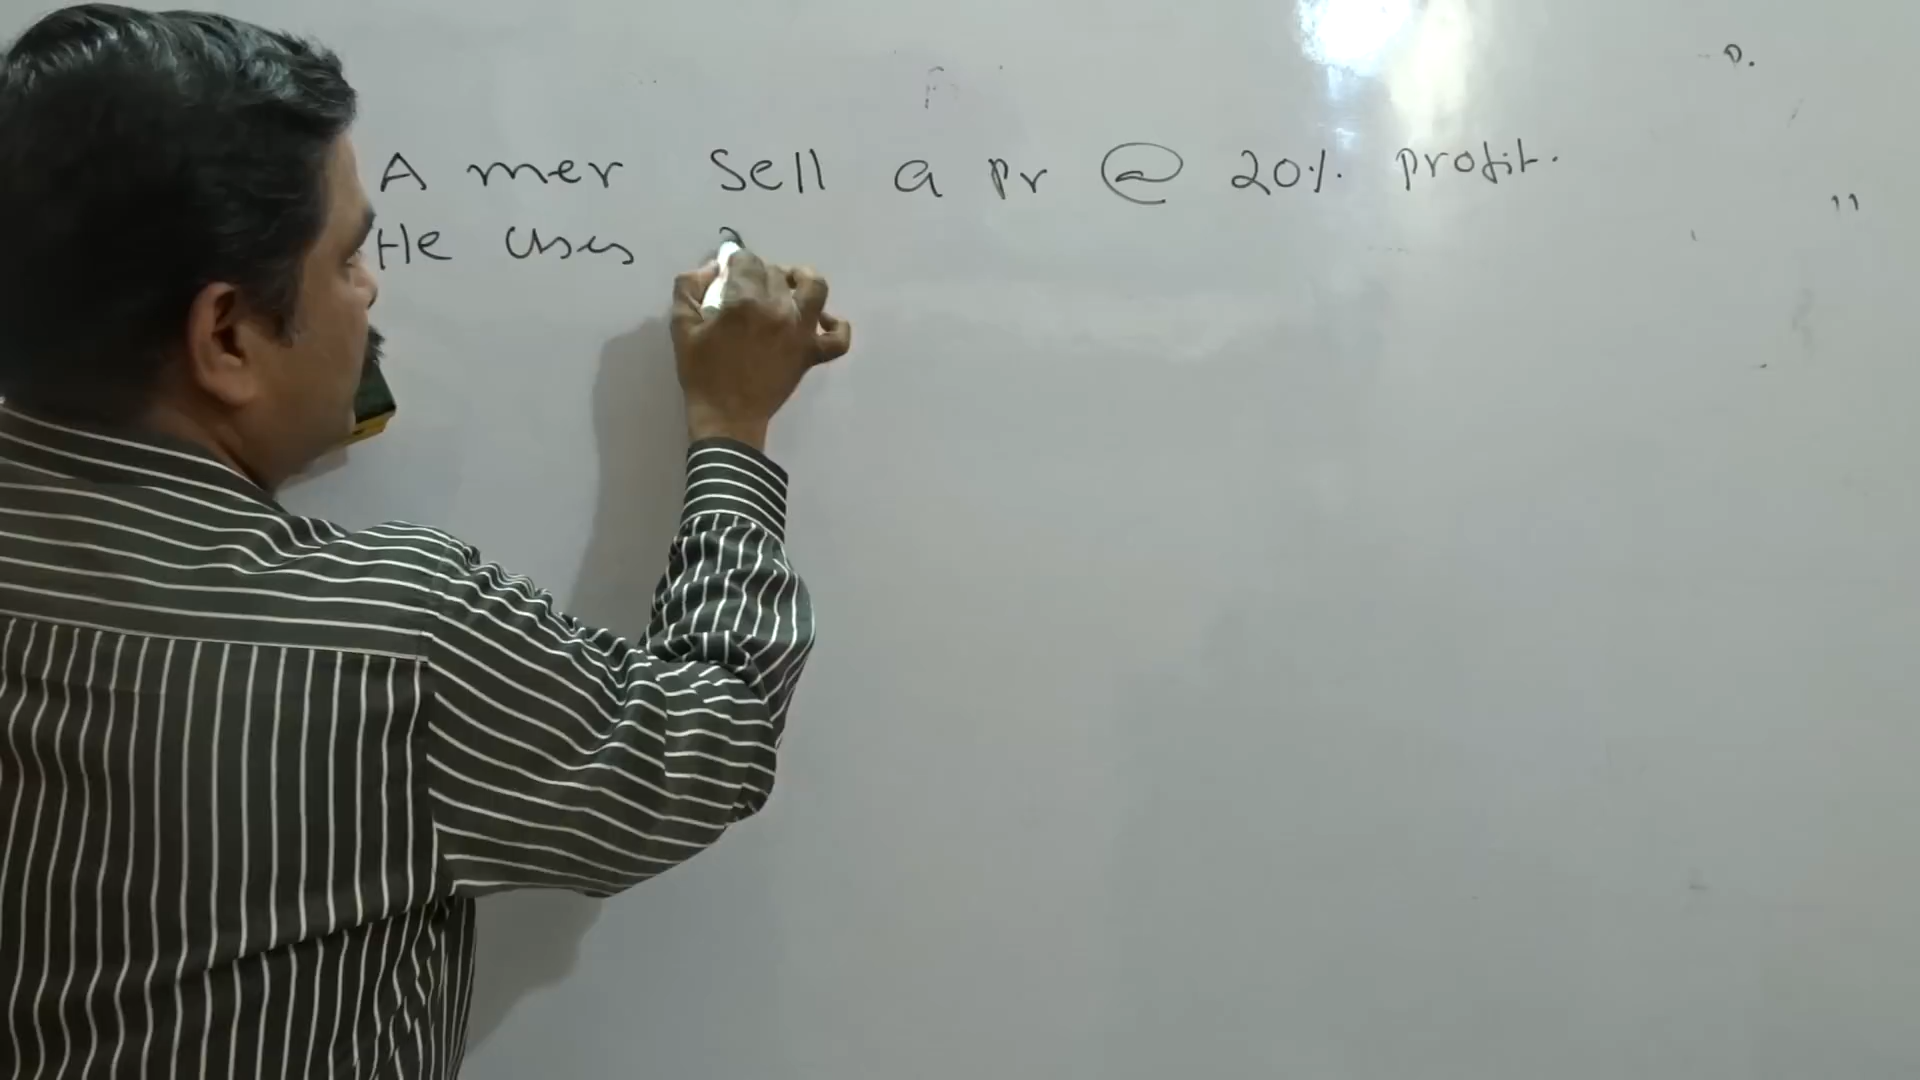 A mer sell a pr @ 20% profit.
He uses